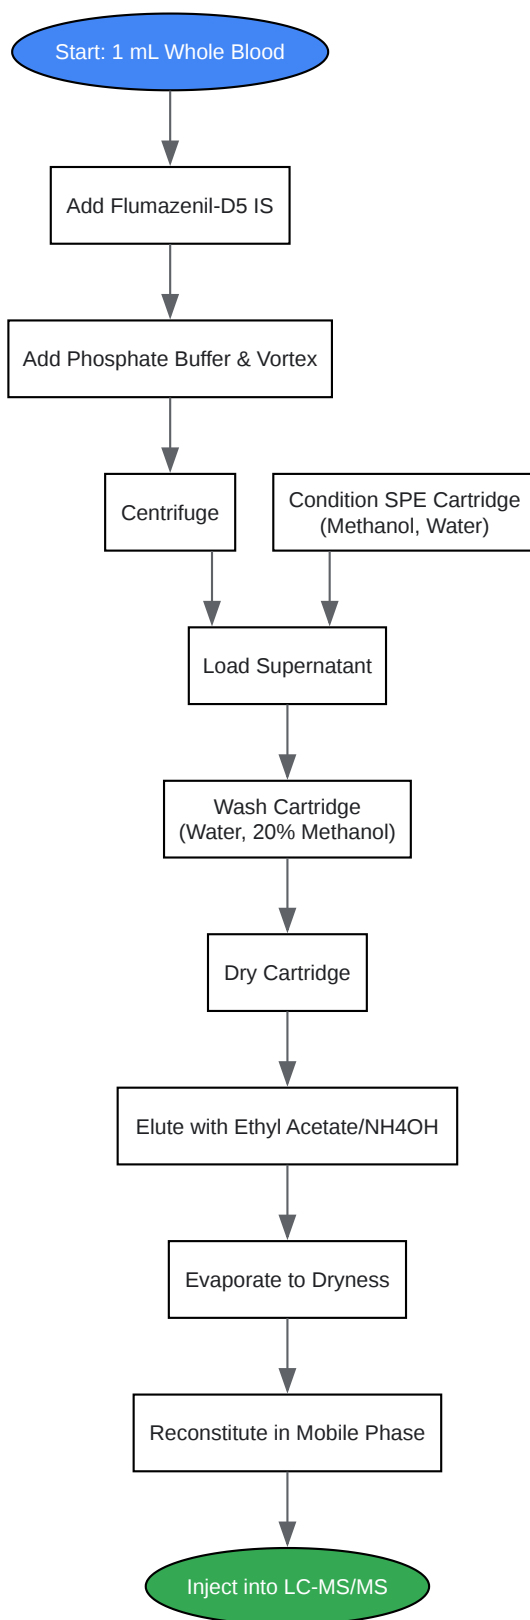 Start: 1 mL Whole Blood
Add Flumazenil-D5 IS
Add Phosphate Buffer & Vortex
Centrifuge
Condition SPE Cartridge
(Methanol, Water)
Load Supernatant
Wash Cartridge
(Water, 20% Methanol)
Dry Cartridge
Elute with Ethyl Acetate/NH4OH
Evaporate to Dryness
Reconstitute in Mobile Phase
Inject into LC-MS/MS